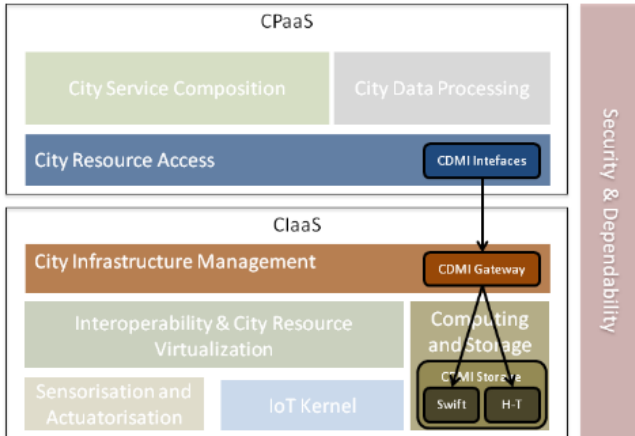 CPaaS
City Service Composition
City Data Processing
City Resource Access
CDMI Intefaces
CIaaS
City Infrastructure Management
CDMI Gateway
Interoperability & City Resource
Virtualization
Computing
and Storage
CDMI Storage
Swift
H-T
Sensorisation and
Actuatorisation
IoT Kernel
Security & Dependability